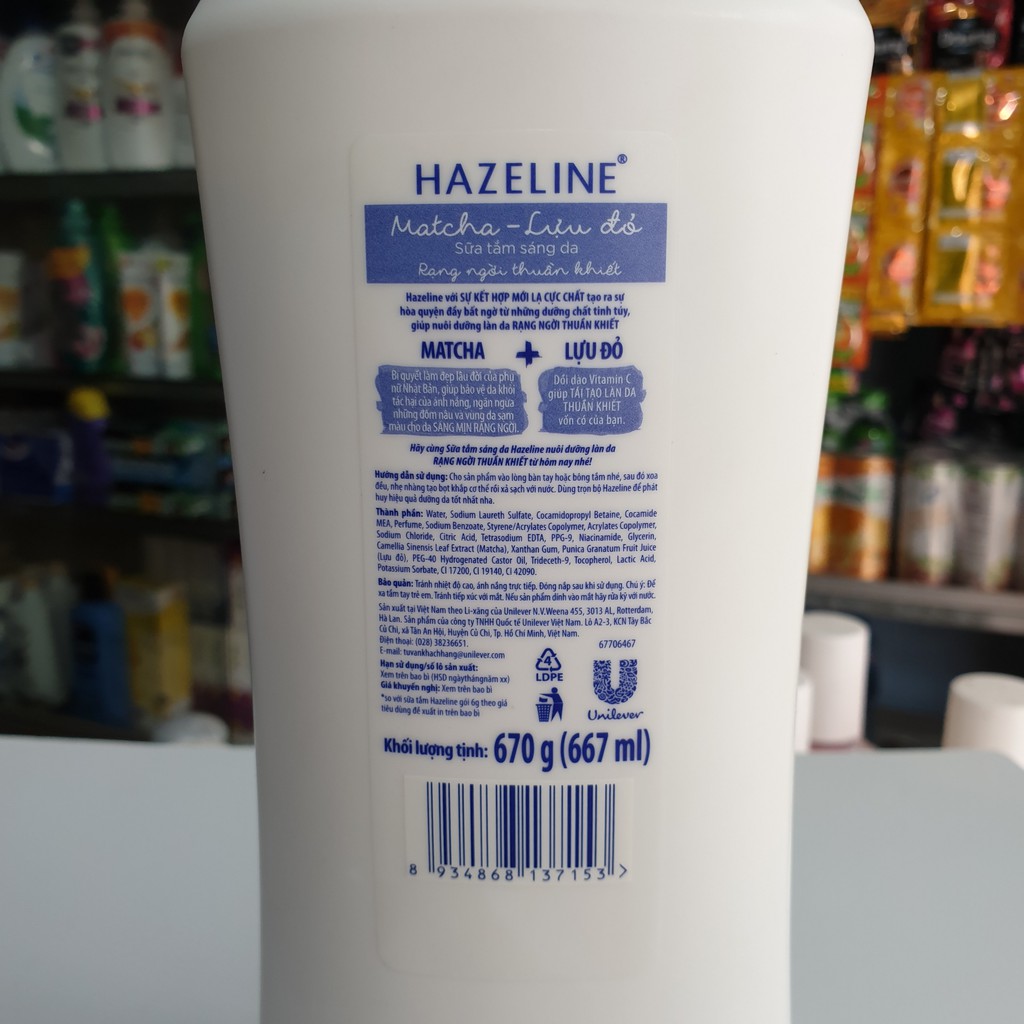 HAZELINE®
Matcha - Lựu đỏ
Sữa tắm sáng da
Rạng ngời thuần khiết
Hazeline với SỰ KẾT HỢP MỚI LẠ CỰC CHẤT tạo ra sự
hòa quyện đầy bất ngờ từ những dưỡng chất tinh túy,
giúp nuôi dưỡng làn da RẠNG NGỜI THUẦN KHIẾT
MATCHA + LỰU ĐỎ
Bí quyết làm đẹp lâu đời của phụ
nữ Nhật Bản, giúp bảo vệ da khỏi
tác hại của ánh nắng, ngăn ngừa
những đốm nâu và vùng da sạm
màu cho da SÁNG MỊN RẠNG NGỜI.
Dồi dào Vitamin C
giúp TÁI TẠO LÀN DA
THUẦN KHIẾT
vốn có của bạn.
Hãy cùng Sữa tắm sáng da Hazeline nuôi dưỡng làn da
RẠNG NGỜI THUẦN KHIẾT từ hôm nay nhé!
Hướng dẫn sử dụng: Cho sản phẩm vào lòng bàn tay hoặc bông tắm nhé, sau đó xoa
đều, nhẹ nhàng tạo bọt khắp cơ thể rồi xả sạch với nước. Dùng trọn bộ Hazeline để phát
huy hiệu quả dưỡng da tốt nhất nha.
Thành phần: Water, Sodium Laureth Sulfate, Cocamidopropyl Betaine, Cocamide
MEA, Perfume, Sodium Benzoate, Styrene/Acrylates Copolymer, Acrylates Copolymer,
Sodium Chloride, Citric Acid, Tetrasodium EDTA, PPG-9, Niacinamide, Glycerin,
Camellia Sinensis Leaf Extract (Matcha), Xanthan Gum, Punica Granatum Fruit Juice
(Lựu đỏ), PEG-40 Hydrogenated Castor Oil, Trideceth-9, Tocopherol, Lactic Acid,
Potassium Sorbate, CI 17200, CI 19140, CI 42090.
Bảo quản: Tránh nhiệt độ cao, ánh nắng trực tiếp. Đóng nắp sau khi sử dụng. Chú ý: Để
xa tầm tay trẻ em. Tránh tiếp xúc với mắt. Nếu sản phẩm dính vào mắt hãy rửa kỹ với nước.
Sản xuất tại Việt Nam theo Li-xăng của Unilever N.V.Weena 455, 3013 AL, Rotterdam,
Hà Lan. Sản phẩm của công ty TNHH Quốc tế Unilever Việt Nam. Lô A2-3, KCN Tây Bắc
Củ Chi, xã Tân An Hội, Huyện Củ Chi, Tp. Hồ Chí Minh, Việt Nam.
Điện thoại: (028) 38236651.
E-mail: tuvankhachhang@unilever.com
67706467
Hạn sử dụng/số lô sản xuất:
Xem trên bao bì (HSD ngàythángnăm xx)
Giá khuyến nghị: Xem trên bao bì
*so với sữa tắm Hazeline gói 6g theo giá
tiêu dùng đề xuất in trên bao bì
4
LDPE
Unilever
Khối lượng tịnh: 670 g (667 ml)
8 934868 137153 >